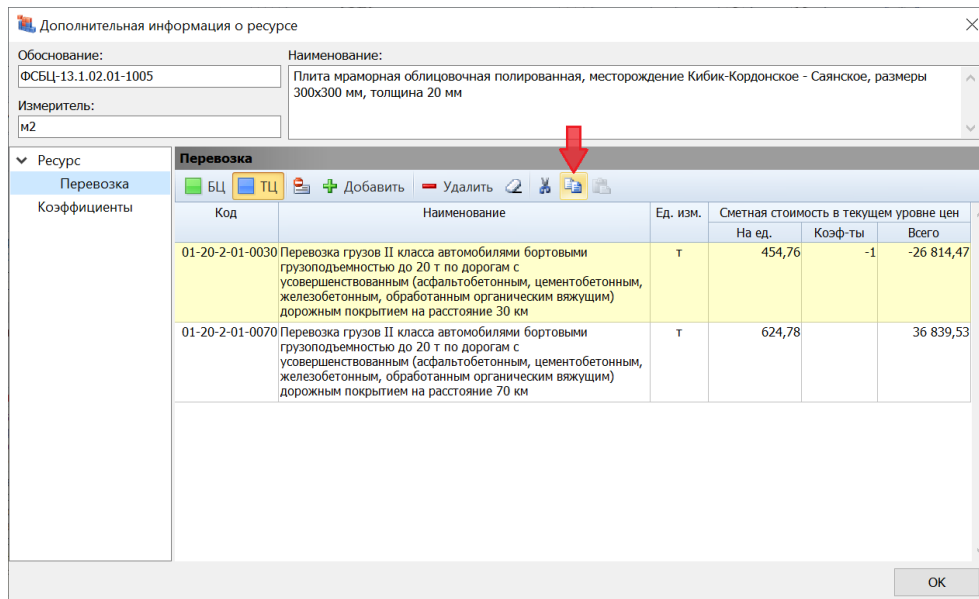 Дополнительная информация о ресурсе
Обоснование:
Наименование:
ФСБЦ-13.1.02.01-1005
Плита мраморная облицовочная полированная, месторождение Кибик-Кордонское - Саянское, размеры
300х300 мм, толщина 20 мм
Измеритель:
м2
Ресурс
Перевозка
Коэффициенты
Перевозка
БЦ ТЦ Добавить Удалить
Код Наименование Ед. изм. Сметная стоимость в текущем уровне цен
На ед. Коэф-ты Всего
01-20-2-01-0030 Перевозка грузов II класса автомобилями бортовыми т 454,76 -1 -26 814,47
грузоподъемностью до 20 т по дорогам с
усовершенствованным (асфальтобетонным, цементобетонным,
железобетонным, обработанным органическим вяжущим)
дорожным покрытием на расстояние 30 км
01-20-2-01-0070 Перевозка грузов II класса автомобилями бортовыми т 624,78 36 839,53
грузоподъемностью до 20 т по дорогам с
усовершенствованным (асфальтобетонным, цементобетонным,
железобетонным, обработанным органическим вяжущим)
дорожным покрытием на расстояние 70 км
OK